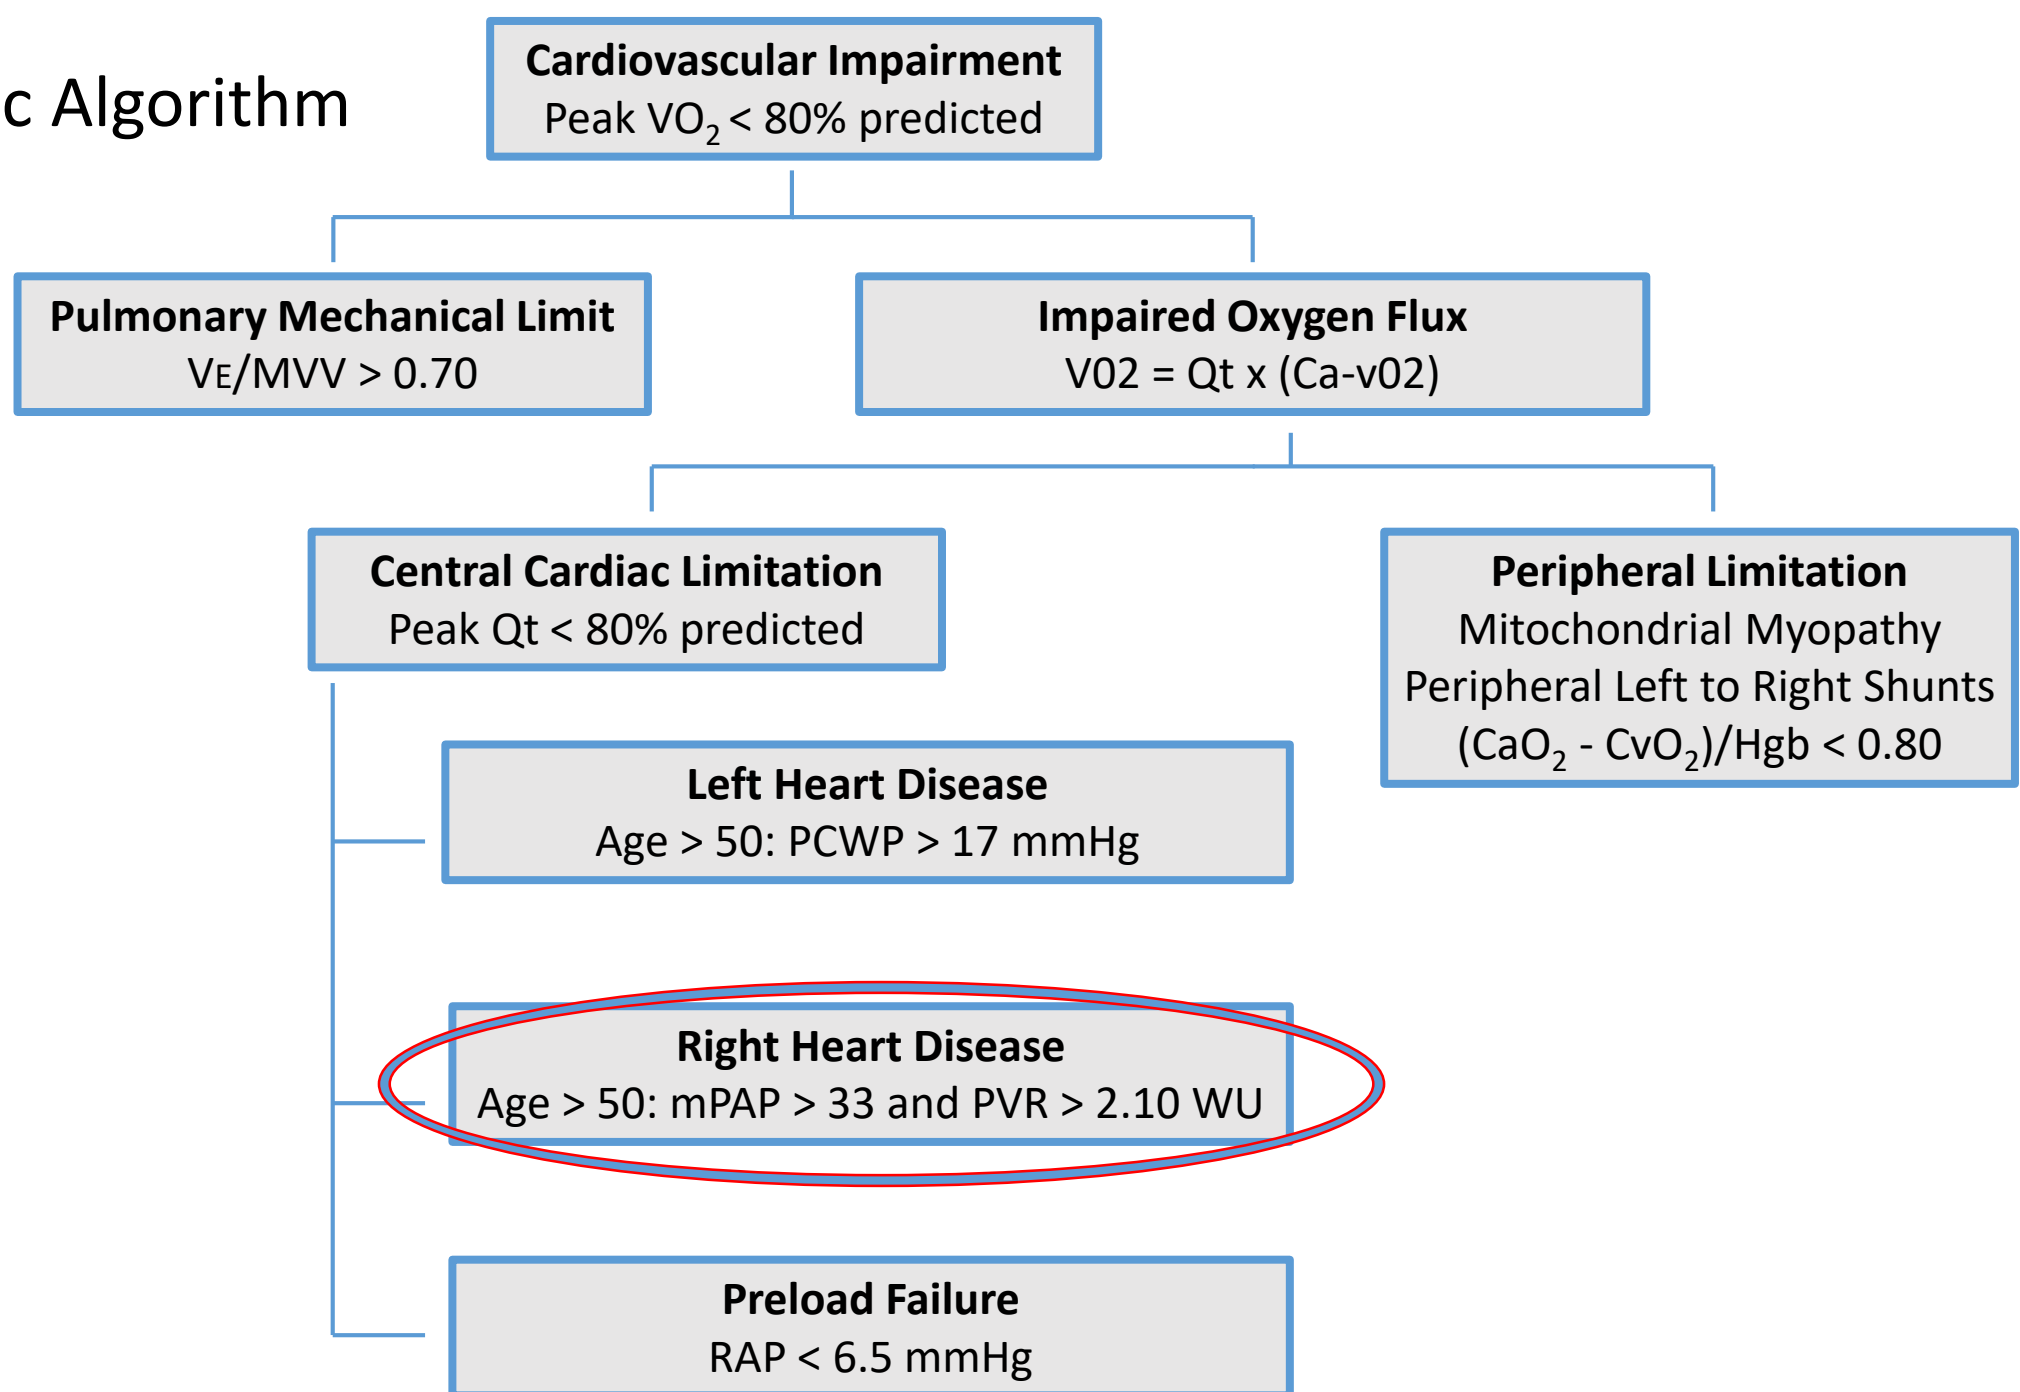 c Algorithm
Cardiovascular Impairment
Peak VO₂ < 80% predicted
Pulmonary Mechanical Limit
VE/MVV > 0.70
Impaired Oxygen Flux
V02 = Qt x (Ca-v02)
Central Cardiac Limitation
Peak Qt < 80% predicted
Peripheral Limitation
Mitochondrial Myopathy
Peripheral Left to Right Shunts
(CaO₂ - CvO₂)/Hgb < 0.80
Left Heart Disease
Age > 50: PCWP > 17 mmHg
Right Heart Disease
Age > 50: mPAP > 33 and PVR > 2.10 WU
Preload Failure
RAP < 6.5 mmHg